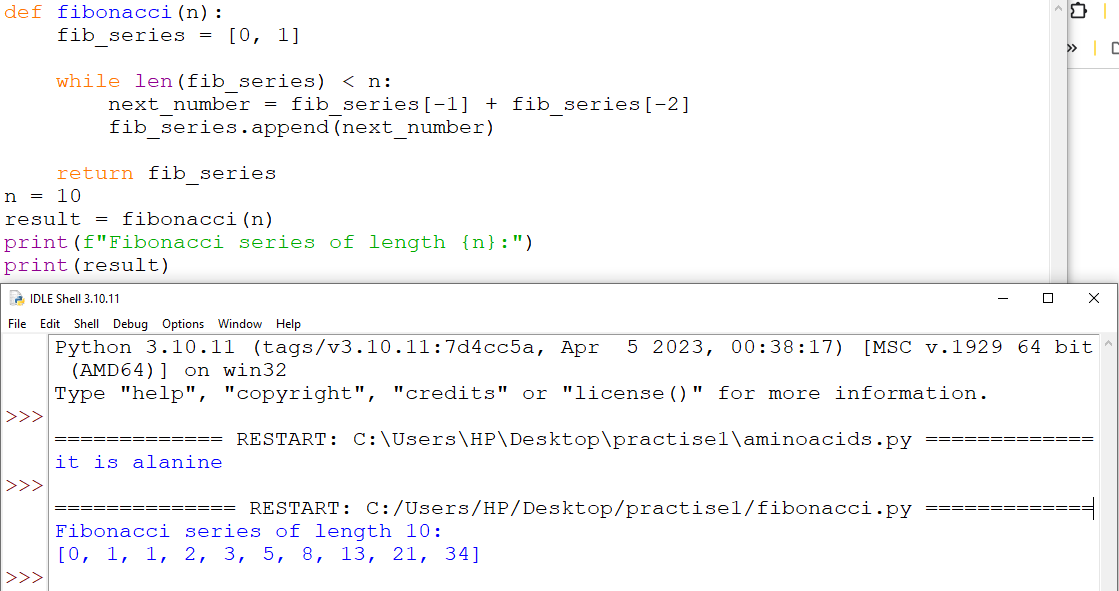 def fibonacci(n):
    fib_series = [0, 1]
    while len(fib_series) < n:
        next_number = fib_series[-1] + fib_series[-2]
        fib_series.append(next_number)
    return fib_series
n = 10
result = fibonacci(n)
print(f"Fibonacci series of length {n}:")
print(result)
»
IDLE Shell 3.10.11
File Edit Shell Debug Options Window Help
Python 3.10.11 (tags/v3.10.11:7d4cc5a, Apr  5 2023, 00:38:17) [MSC v.1929 64 bit
 (AMD64)] on win32
Type "help", "copyright", "credits" or "license()" for more information.
>>>
============= RESTART: C:\Users\HP\Desktop\practise1\aminoacids.py =============
it is alanine
>>>
============== RESTART: C:/Users/HP/Desktop/practise1/fibonacci.py =============
Fibonacci series of length 10:
[0, 1, 1, 2, 3, 5, 8, 13, 21, 34]
>>>